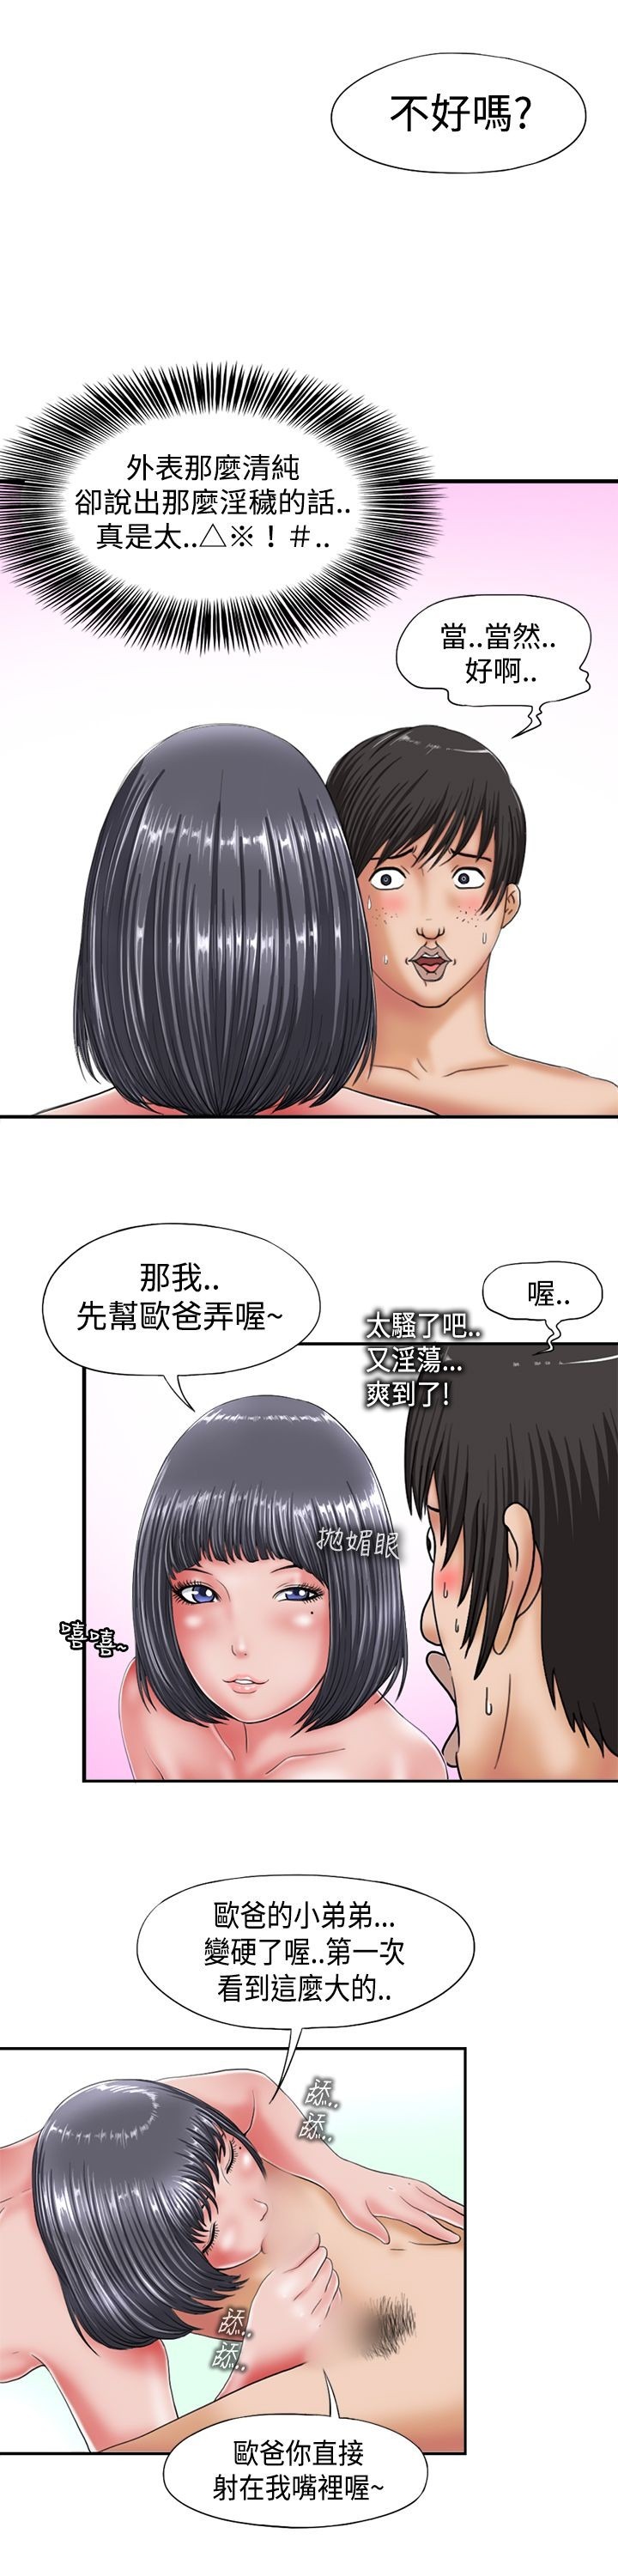 不好嗎?
外表那麼清純
卻說出那麼淫穢的話..
真是太..△※！＃..
當..當然..
好啊..
那我..
先幫歐爸弄喔~
喔..
太騷了吧..
又淫蕩...
爽到了!
拋媚眼
嘻嘻~
歐爸的小弟弟...
變硬了喔..第一次
看到這麼大的..
舔..
舔..
舔..
舔..
歐爸你直接
射在我嘴裡喔~